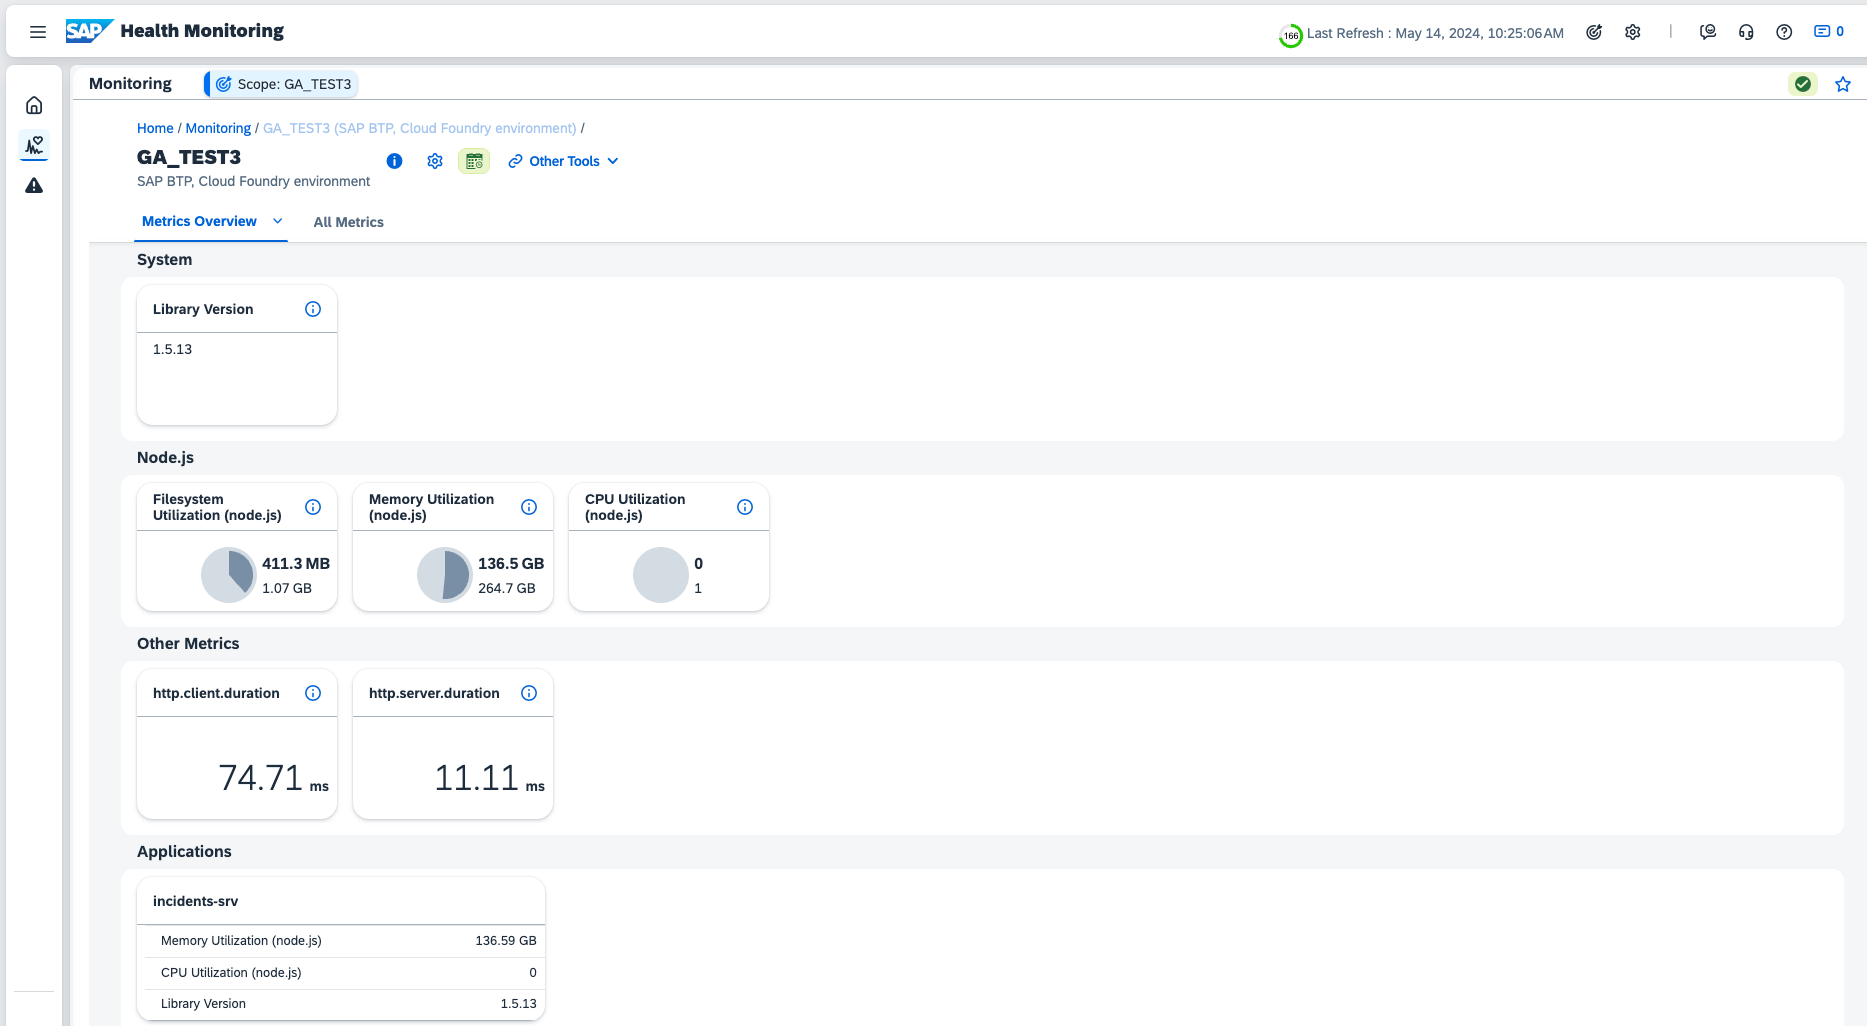 SAP Health Monitoring
166 Last Refresh : May 14, 2024, 10:25:06 AM
0
Monitoring
Scope: GA_TEST3
Home / Monitoring / GA_TEST3 (SAP BTP, Cloud Foundry environment) /
GA_TEST3
SAP BTP, Cloud Foundry environment
Other Tools
Metrics Overview
All Metrics
System
Library Version
1.5.13
Node.js
Filesystem
Utilization (node.js)
411.3 MB
1.07 GB
Memory Utilization
(node.js)
136.5 GB
264.7 GB
CPU Utilization
(node.js)
0
1
Other Metrics
http.client.duration
74.71 ms
http.server.duration
11.11 ms
Applications
incidents-srv
Memory Utilization (node.js) 136.59 GB
CPU Utilization (node.js) 0
Library Version 1.5.13